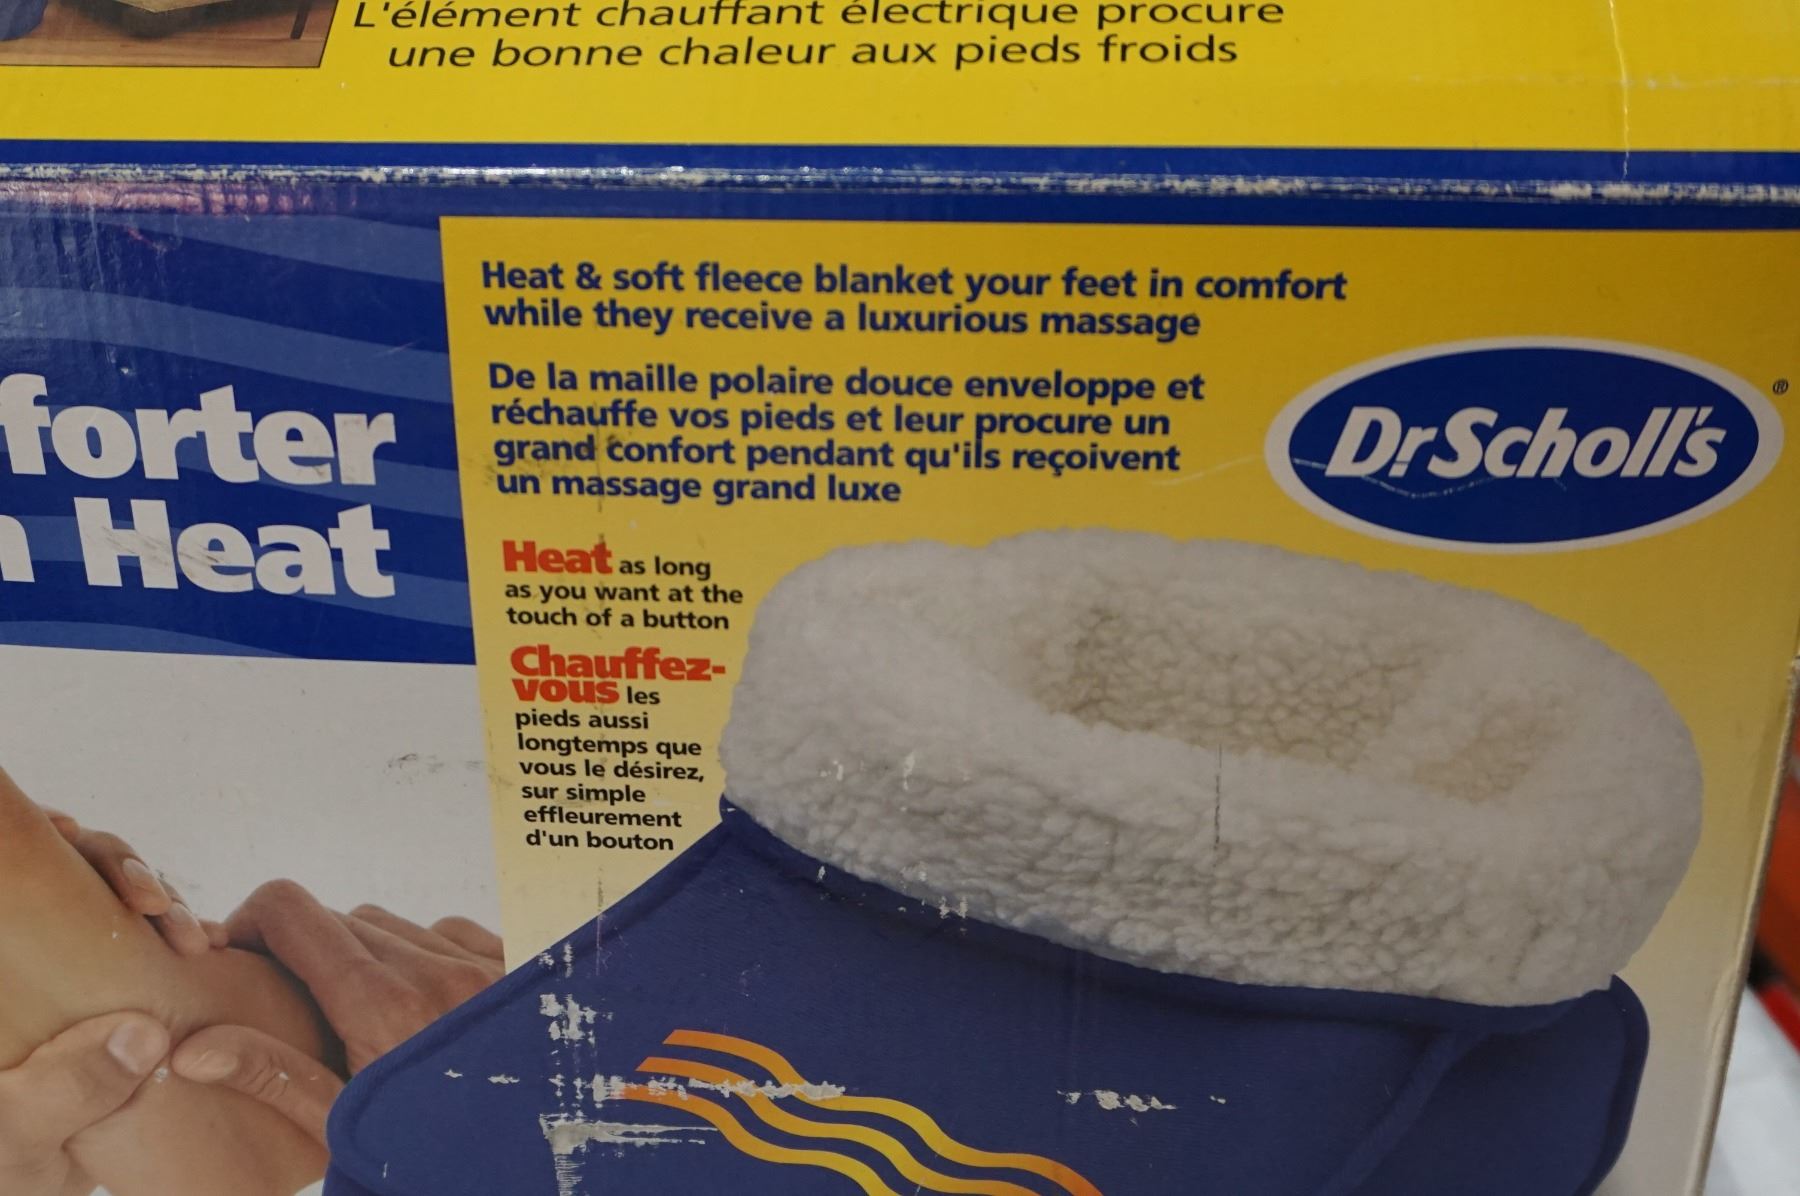 L'élément chauffant électrique procure
une bonne chaleur aux pieds froids
forter
Heat
Heat & soft fleece blanket your feet in comfort
while they receive a luxurious massage
De la maille polaire douce enveloppe et
réchauffe vos pieds et leur procure un
grand confort pendant qu'ils reçoivent
un massage grand luxe
Dr Scholl's ®
Heat as long
as you want at the
touch of a button
Chauffez-
vous les
pieds aussi
longtemps que
vous le désirez,
sur simple
effleurement
d'un bouton